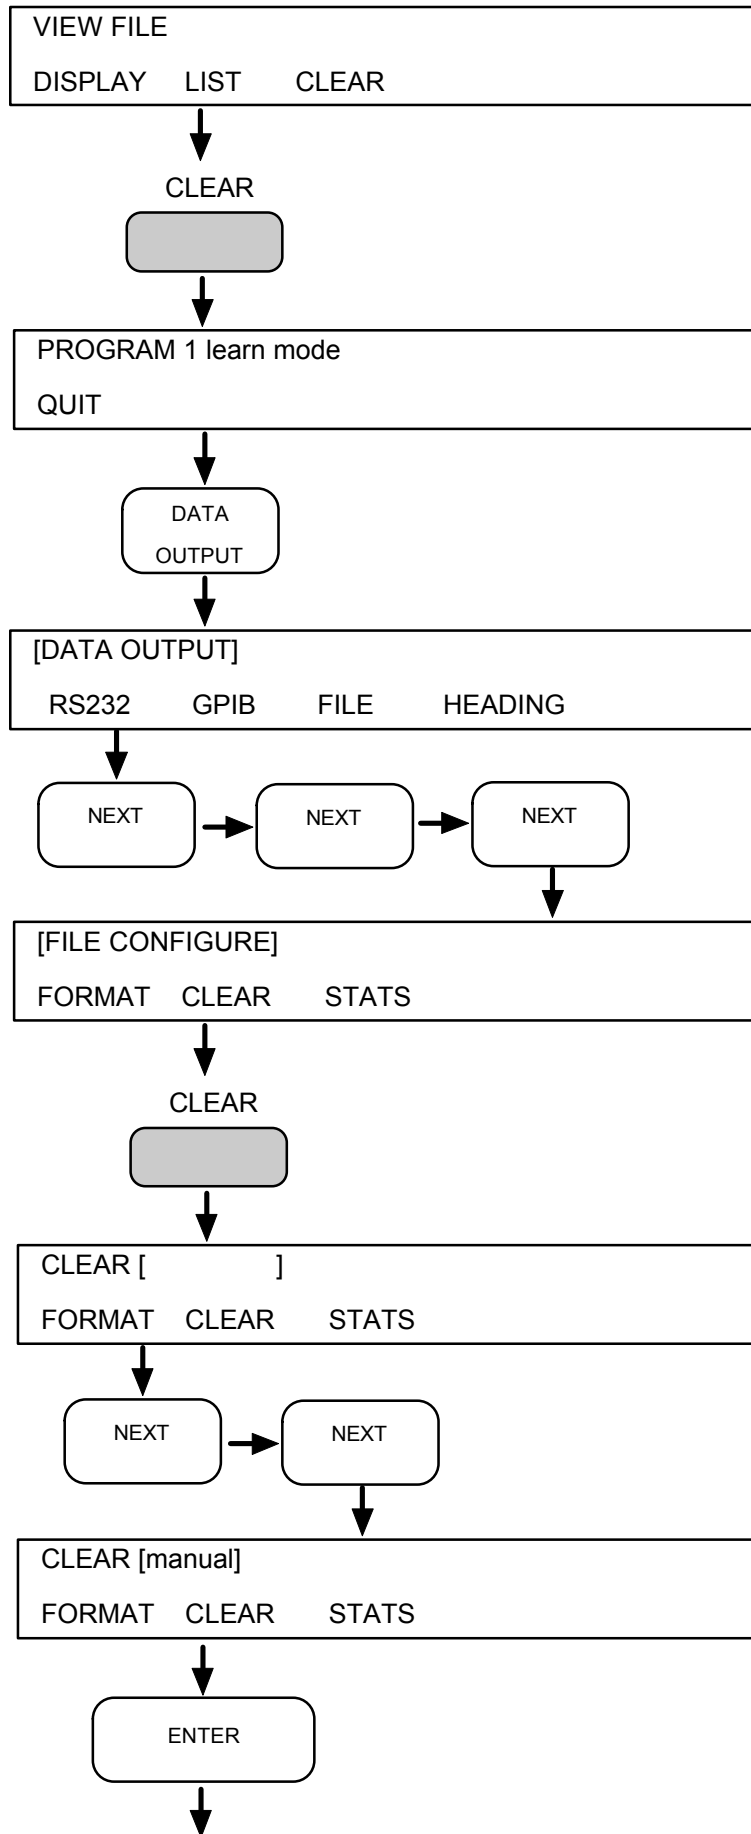 VIEW FILE
DISPLAY LIST CLEAR
CLEAR
PROGRAM 1 learn mode
QUIT
DATA
OUTPUT
[DATA OUTPUT]
RS232 GPIB FILE HEADING
NEXT NEXT NEXT
[FILE CONFIGURE]
FORMAT CLEAR STATS
CLEAR
CLEAR [ ]
FORMAT CLEAR STATS
NEXT NEXT
CLEAR [manual]
FORMAT CLEAR STATS
ENTER